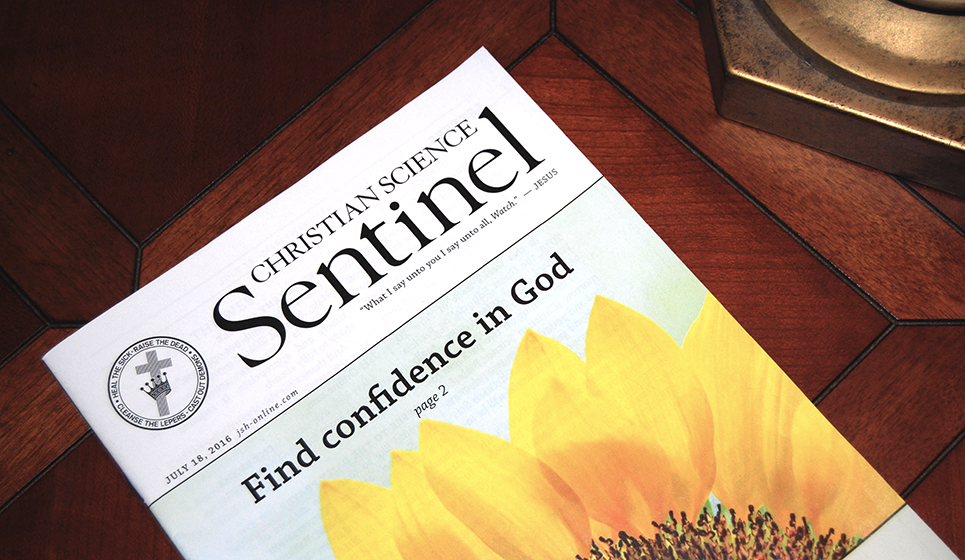 CHRISTIAN SCIENCE
Sentinel
“What I say unto you I say unto all, Watch.” — JESUS
HEAL THE SICK • RAISE THE DEAD • CAST OUT DEMONS • CLEANSE THE LEPERS •
JULY 18, 2016 jsh-online.com
Find confidence in God
page 2